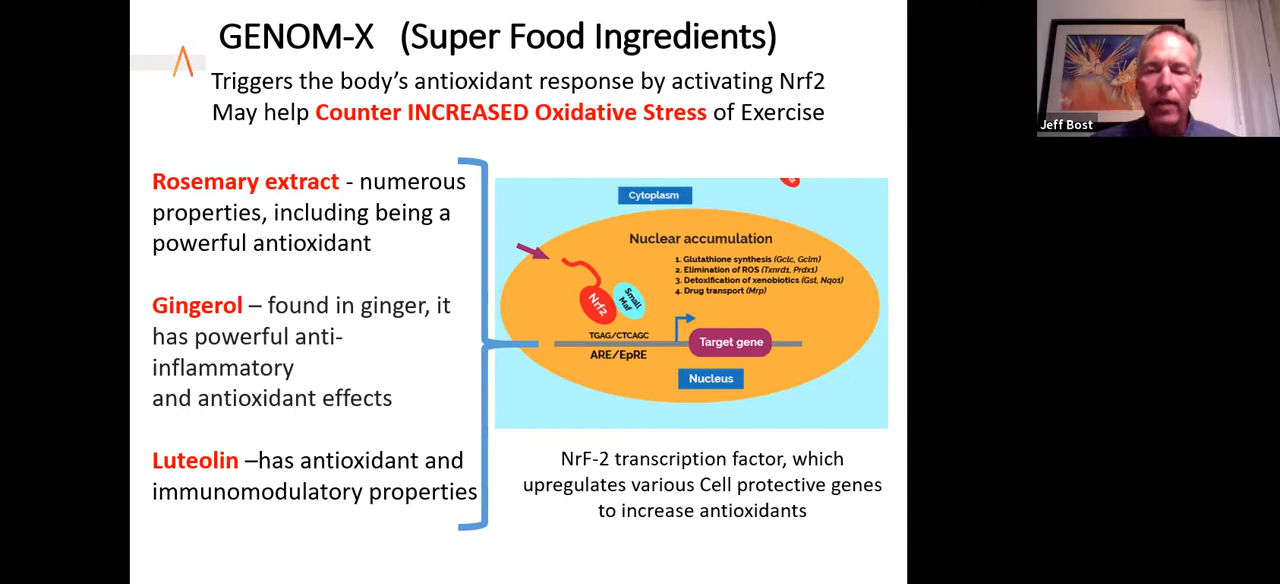 GENOM-X (Super Food Ingredients)
Triggers the body's antioxidant response by activating Nrf2
May help Counter INCREASED Oxidative Stress of Exercise
Jeff Bost
Rosemary extract - numerous
properties, including being a
powerful antioxidant
Gingerol – found in ginger, it
has powerful anti-
inflammatory
and antioxidant effects
Luteolin –has antioxidant and
immunomodulatory properties
Cytoplasm
Nuclear accumulation
1. Glutathione synthesis (Gclc, Gclm)
2. Elimination of ROS (Txnrd1, Prdx1)
3. Detoxification of xenobiotics (Gst, Nqo1)
4. Drug transport (Mrp)
Nrf2
Small
Maf
TGAG/CTCAGC
ARE/EpRE
Target gene
Nucleus
NrF-2 transcription factor, which
upregulates various Cell protective genes
to increase antioxidants